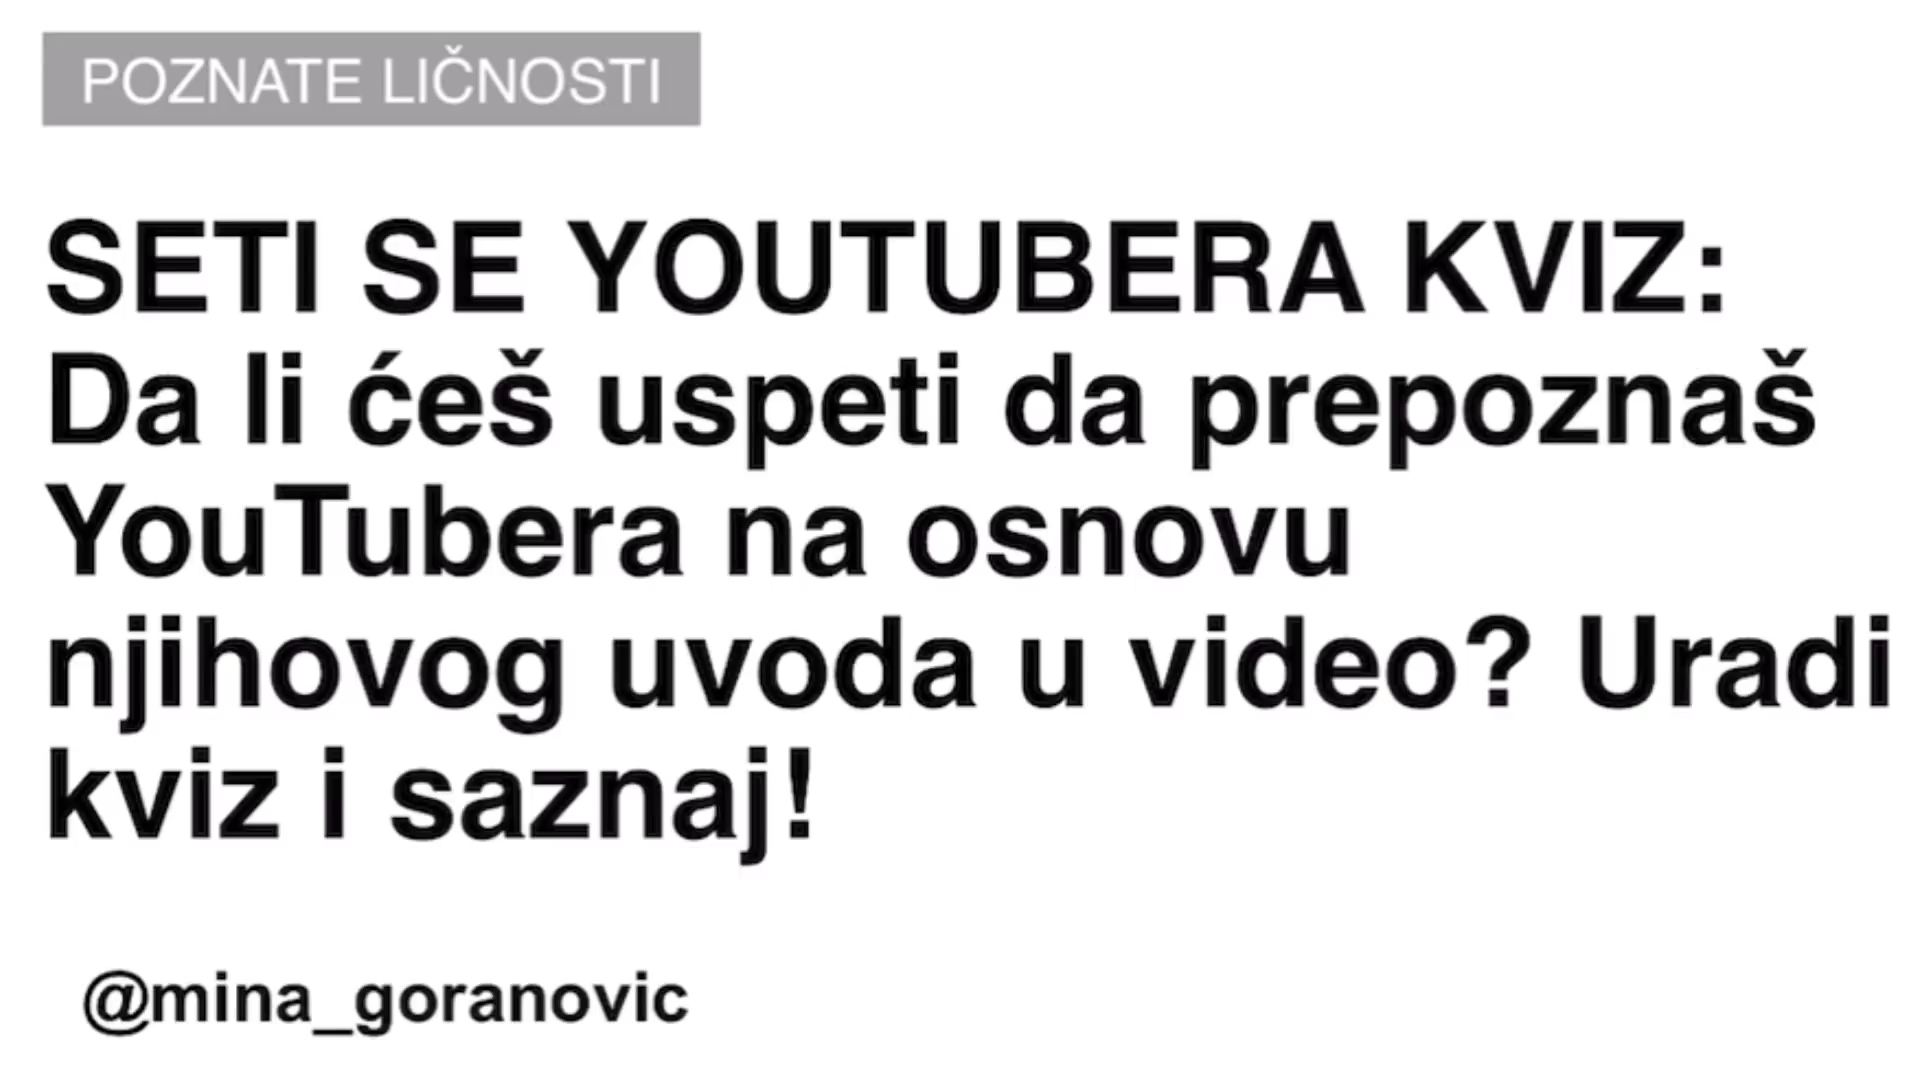 POZNATE LIČNOSTI
SETI SE YOUTUBERA KVIZ:
Da li ćeš uspeti da prepoznaš
YouTubera na osnovu
njihovog uvoda u video? Uradi
kviz i saznaj!
@mina_goranovic